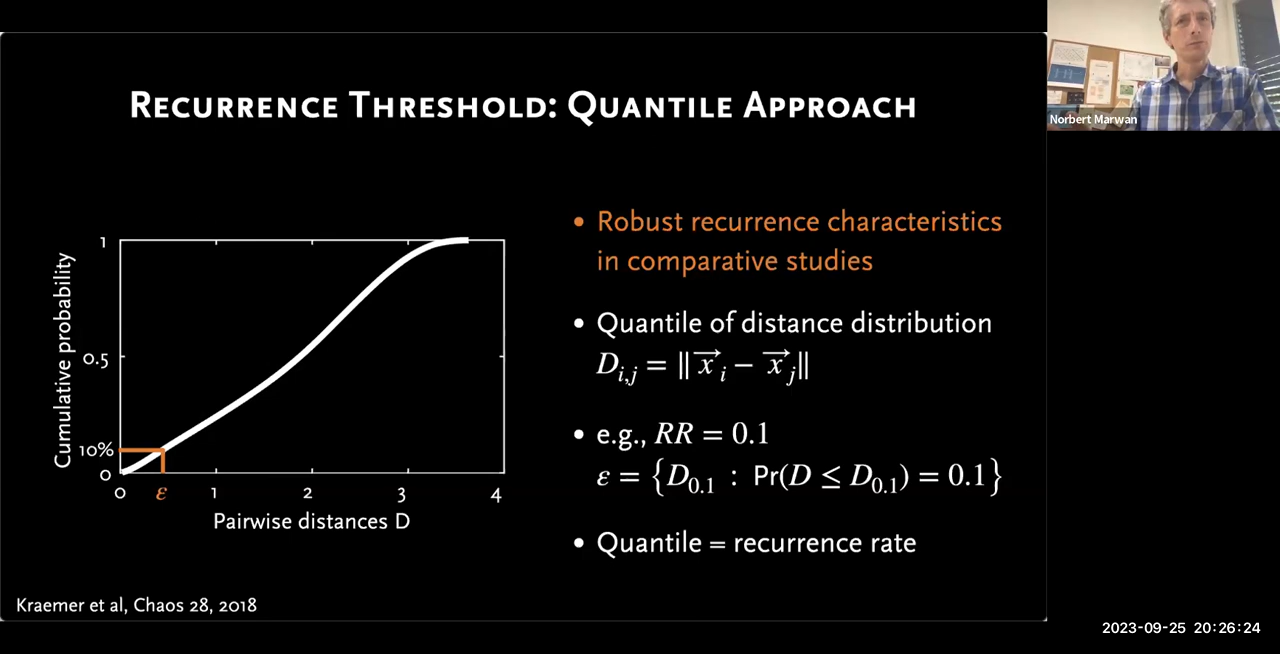 Recurrence Threshold: Quantile Approach
Norbert Marwan
Cumulative probability
1
0.5
10%
0
0
ε
1
2
3
4
Pairwise distances D
• Robust recurrence characteristics
in comparative studies
• Quantile of distance distribution
D_{i,j} = ‖x⃗_i − x⃗_j‖
• e.g., RR = 0.1
ε = {D_{0.1} : Pr(D ≤ D_{0.1}) = 0.1}
• Quantile = recurrence rate
Kraemer et al, Chaos 28, 2018
2023-09-25 20:26:24